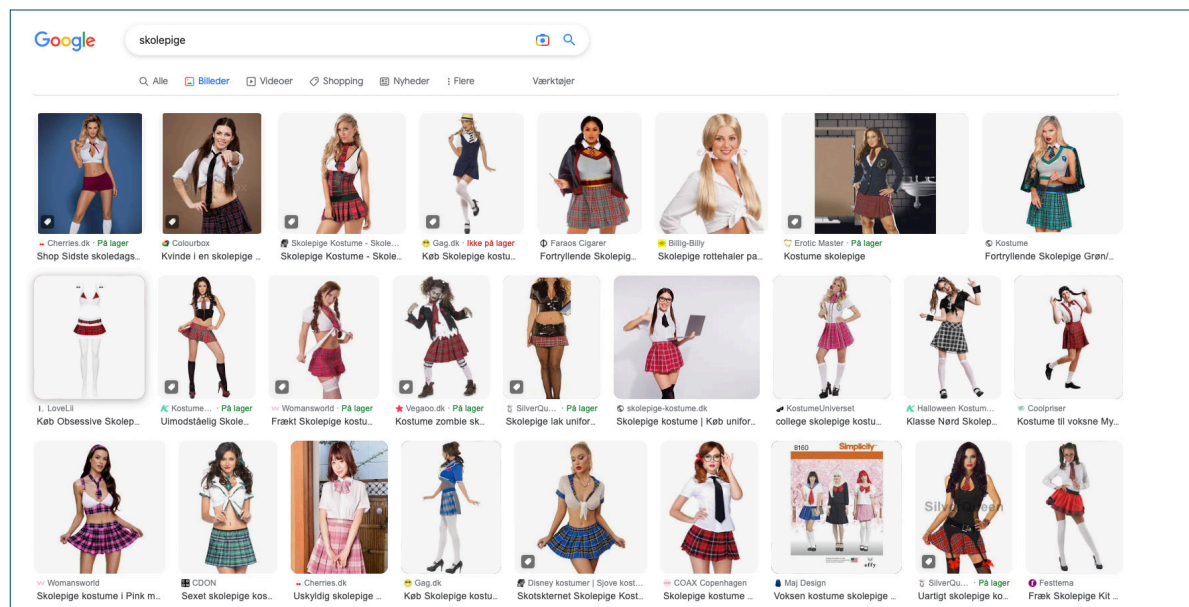 Google
skolepige
Alle
Billeder
Videoer
Shopping
Nyheder
Flere
Værktøjer
Cherries.dk · På lager
Shop Sidste skoledags...
Colourbox
Kvinde i en skolepige ...
Skolepige Kostume - Skole...
Skolepige Kostume - Skole...
Gag.dk · Ikke på lager
Køb Skolepige kostu...
Faraos Cigarer
Fortryllende Skolepig...
Billig-Billy
Skolepige rottehaler pa...
Erotic Master · På lager
Kostume skolepige
Kostume
Fortryllende Skolepige Grøn/...
LoveLil
Køb Obsessive Skolep...
Kostume... · På lager
Uimodståelig Skole...
Womansworld · På lager
Frækt Skolepige kostu...
Vegaoo.dk · På lager
Kostume zombie sk...
SilverQu... · På lager
Skolepige lak unifor...
skolepige-kostume.dk
Skolepige kostume | Køb unifor...
KostumeUniverset
college skolepige kostu...
Halloween Kostum...
Klasse Nørd Skolep...
Coolpriser
Kostume til voksne My...
8160
Simplicity
effy
Silver Queen
Womansworld
Skolepige kostume i Pink m...
CDON
Sexet skolepige kos...
Cherries.dk
Uskyldig skolepige ...
Gag.dk
Køb Skolepige kostu...
Disney kostumer | Sjove kost...
Skotskternet Skolepige Kost...
COAX Copenhagen
Skolepige kostume ...
Maj Design
Voksen kostume skolepige ...
SilverQu... · På lager
Uartigt skolepige ko...
Festtema
Fræk Skolepige Kit ...